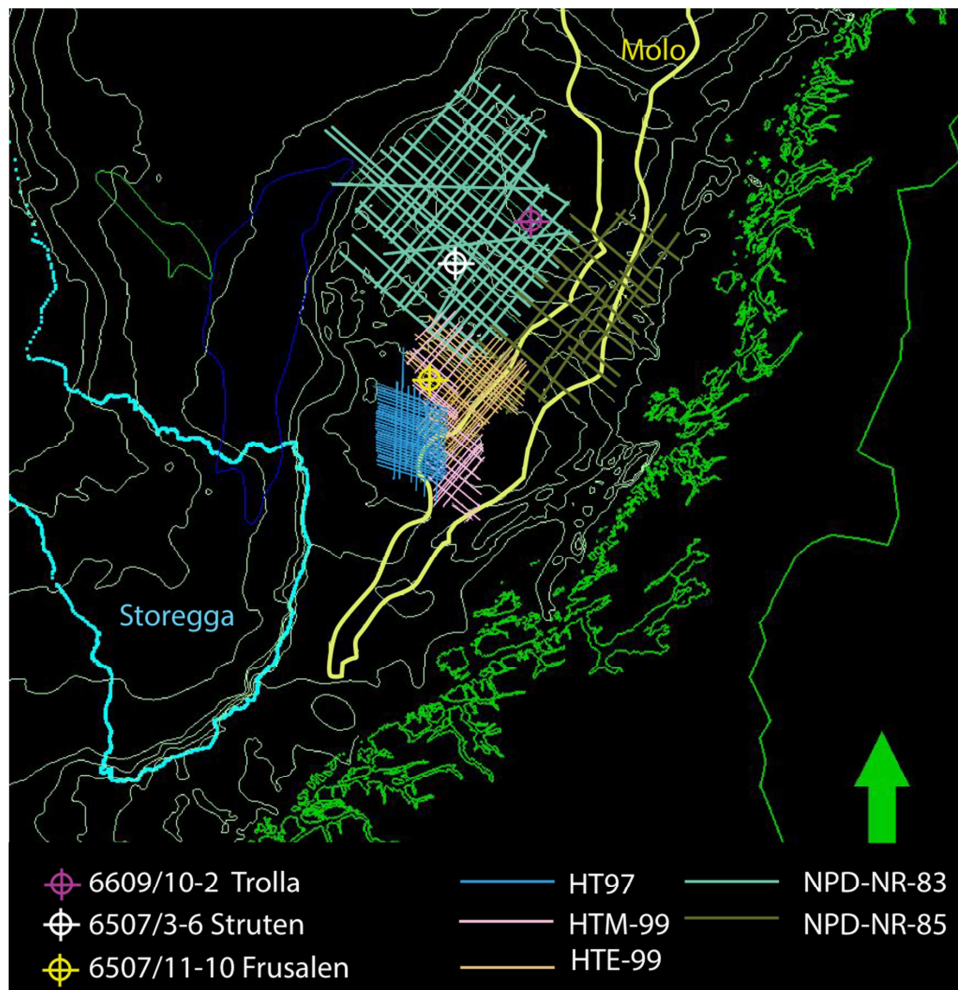 Molo
Storegga
6609/10-2 Trolla
6507/3-6 Struten
6507/11-10 Frusalen
HT97
HTM-99
HTE-99
NPD-NR-83
NPD-NR-85